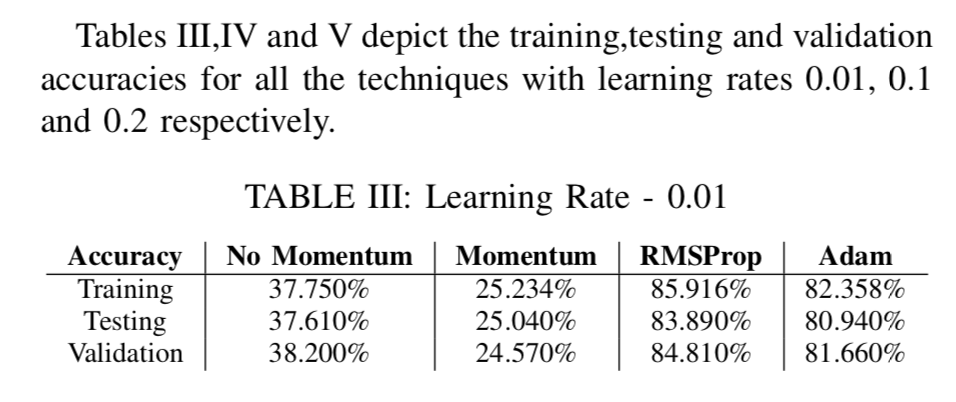 Tables III,IV and V depict the training,testing and validation
accuracies for all the techniques with learning rates 0.01, 0.1
and 0.2 respectively.
TABLE III: Learning Rate - 0.01
Accuracy No Momentum Momentum RMSProp Adam
Training 37.750% 25.234% 85.916% 82.358%
Testing 37.610% 25.040% 83.890% 80.940%
Validation 38.200% 24.570% 84.810% 81.660%